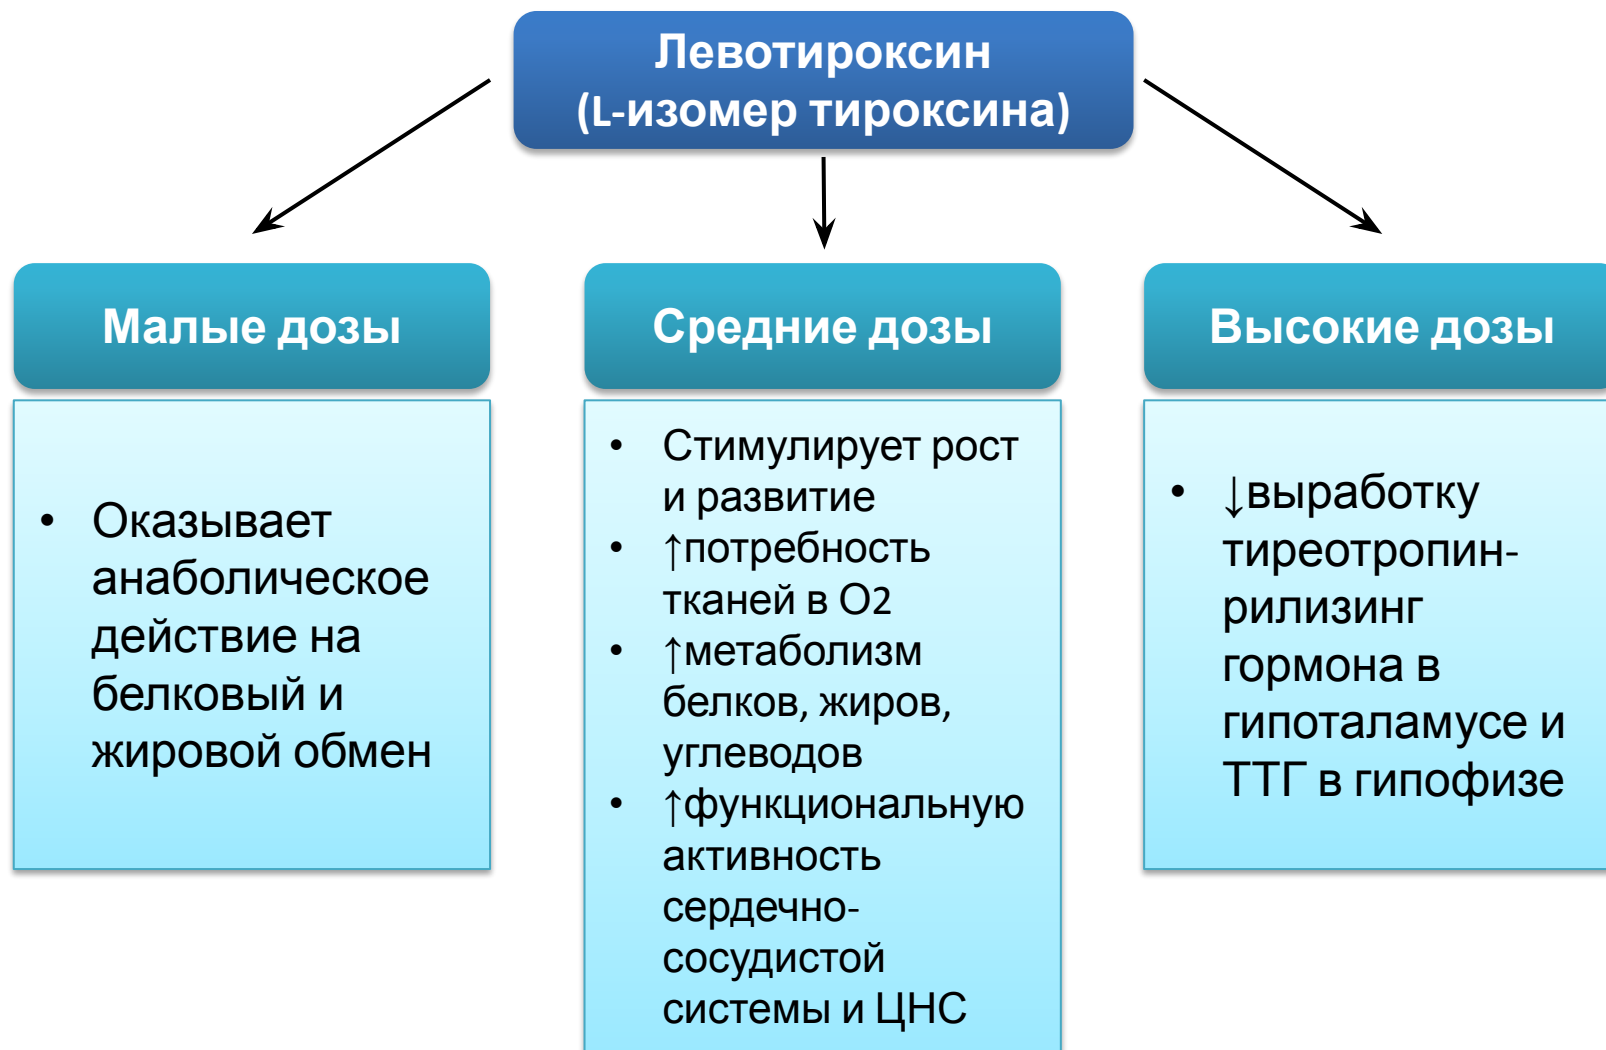 Левотироксин
(L-изомер тироксина)
Малые дозы
• Оказывает
анаболическое
действие на
белковый и
жировой обмен
Средние дозы
• Стимулирует рост
и развитие
• ↑потребность
тканей в О2
• ↑метаболизм
белков, жиров,
углеводов
• ↑функциональную
активность
сердечно-
сосудистой
системы и ЦНС
Высокие дозы
• ↓выработку
тиреотропин-
рилизинг
гормона в
гипоталамусе и
ТТГ в гипофизе